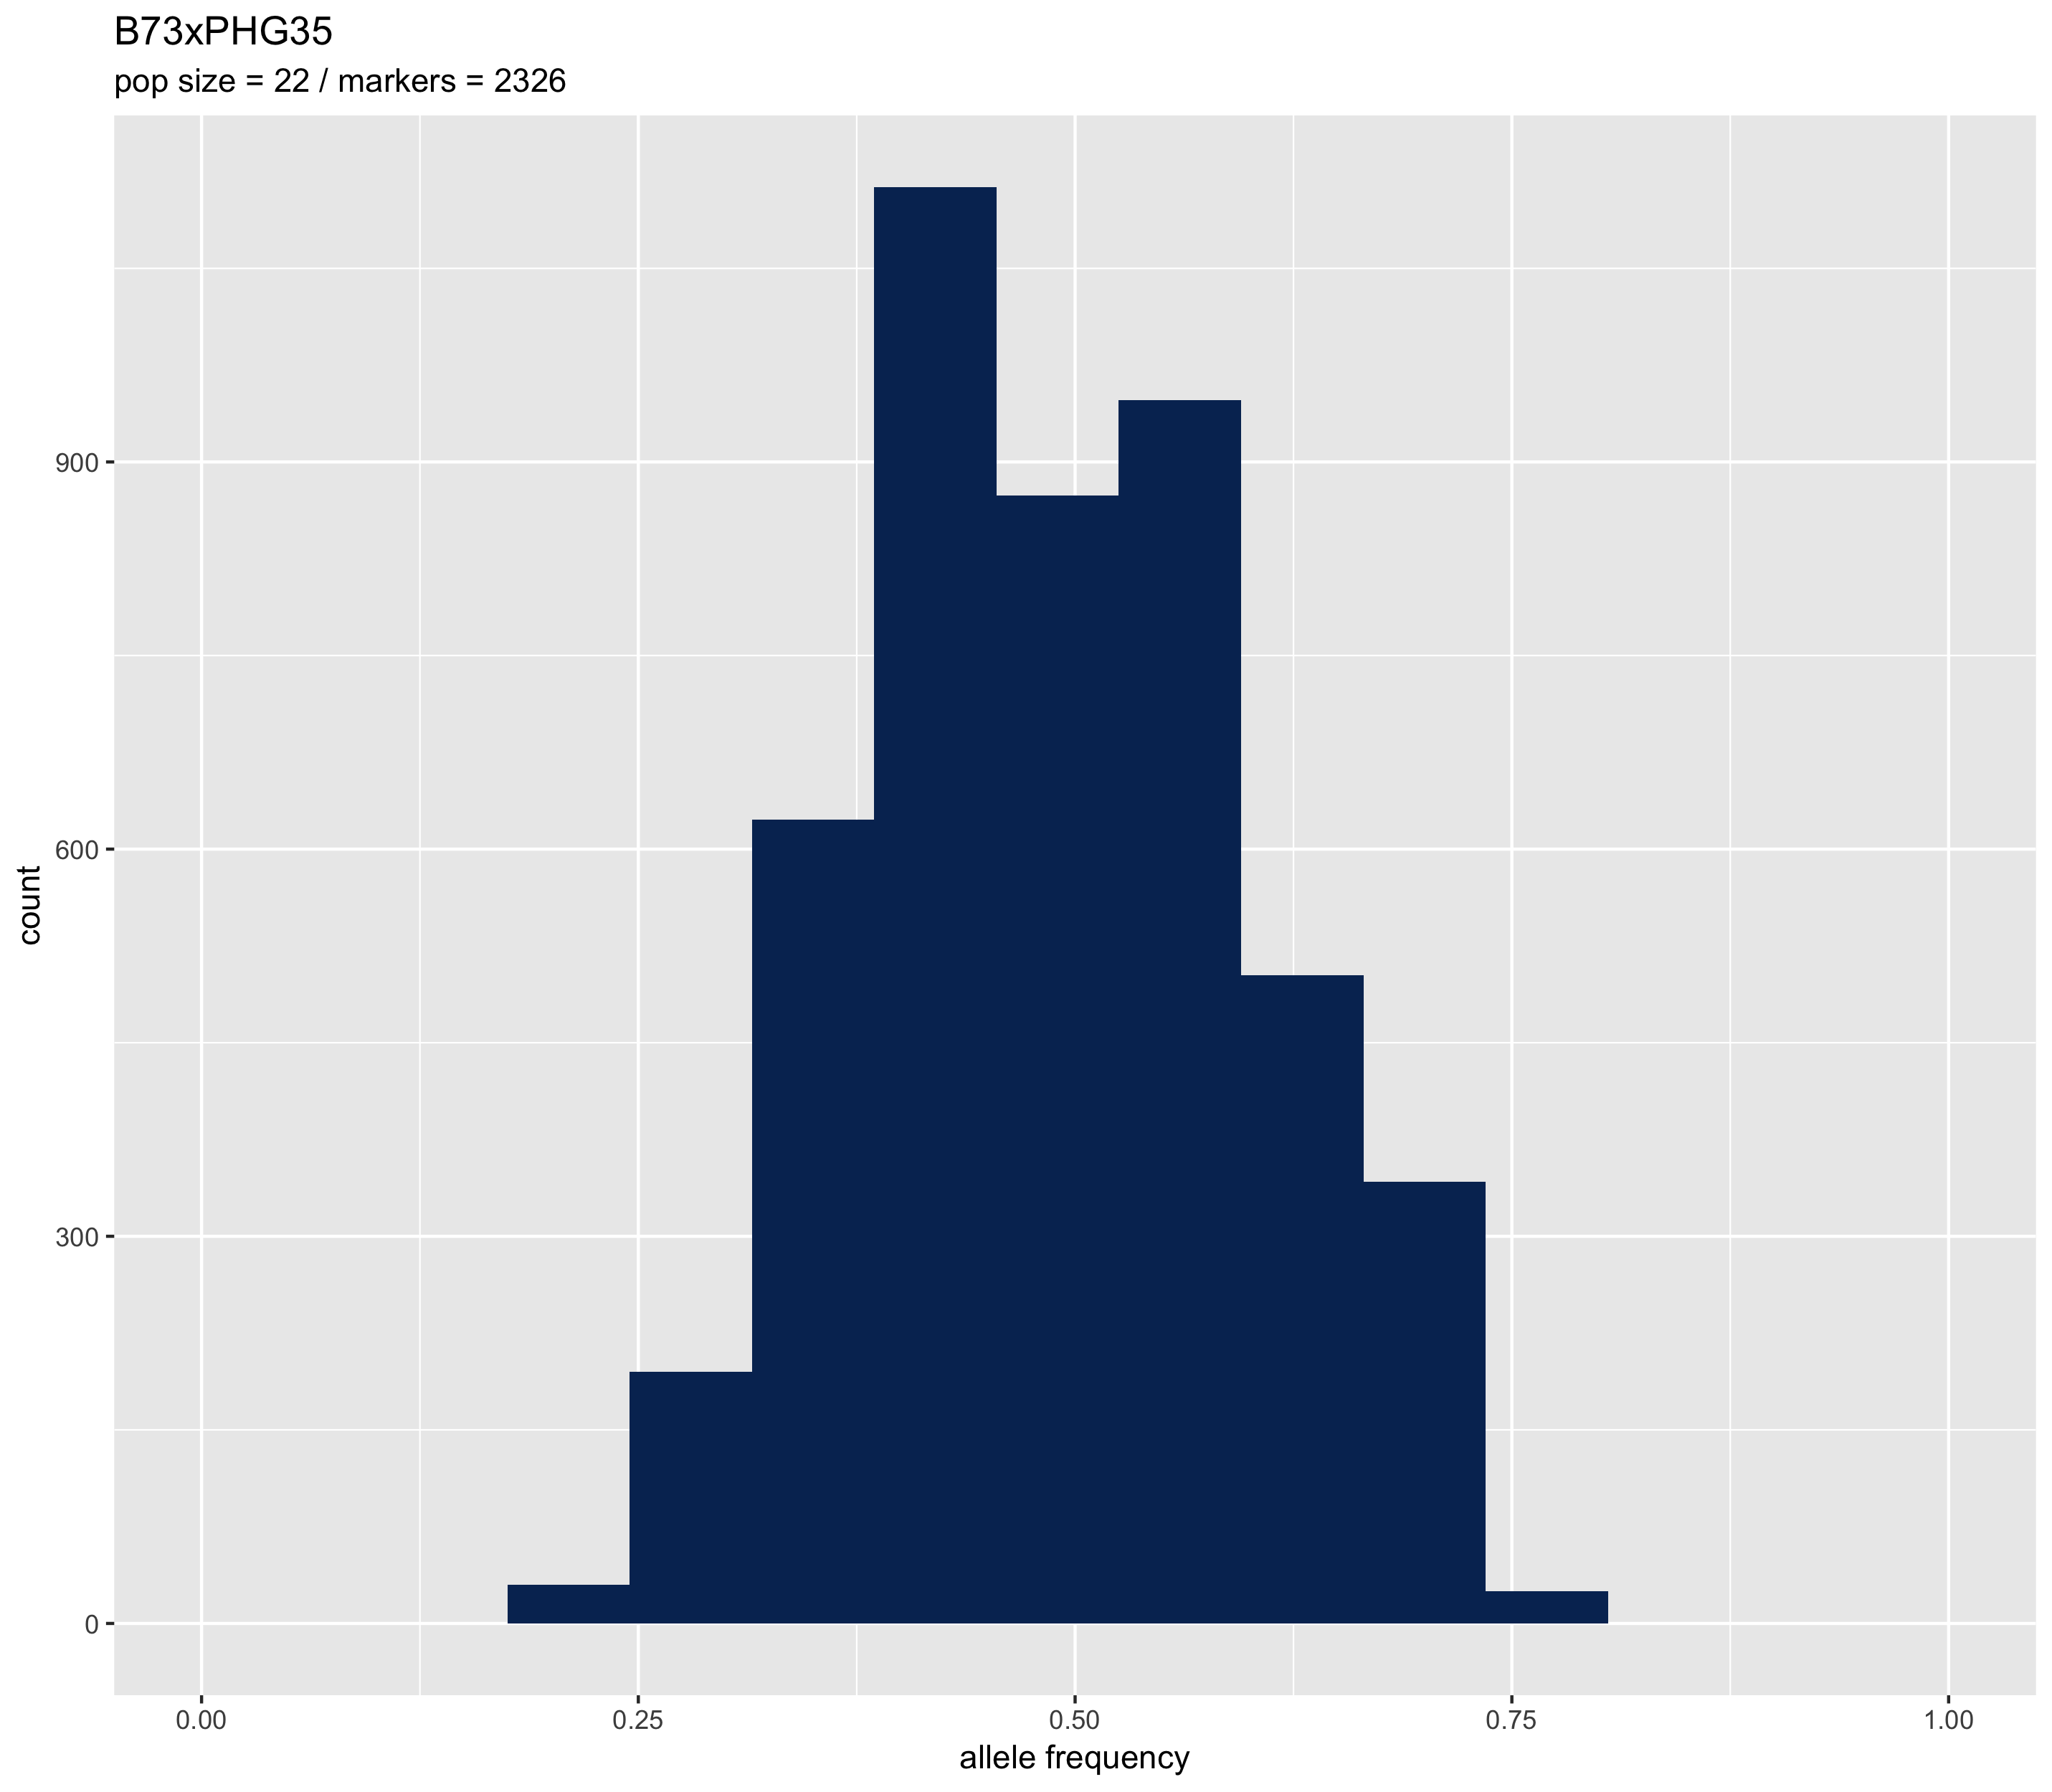 B73xPHG35
pop size = 22 / markers = 2326
count
900
600
300
0
0.00 0.25 0.50 0.75 1.00
allele frequency